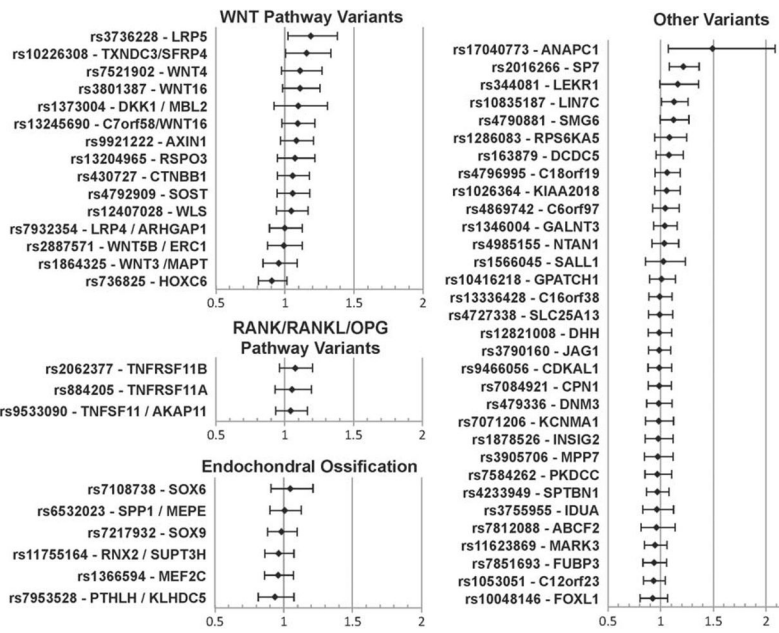 WNT Pathway Variants
rs3736228 - LRP5
rs10226308 - TXNDC3/SFRP4
rs7521902 - WNT4
rs3801387 - WNT16
rs1373004 - DKK1 / MBL2
rs13245690 - C7orf58/WNT16
rs9921222 - AXIN1
rs13204965 - RSPO3
rs430727 - CTNBB1
rs4792909 - SOST
rs12407028 - WLS
rs7932354 - LRP4 / ARHGAP1
rs2887571 - WNT5B / ERC1
rs1864325 - WNT3 /MAPT
rs736825 - HOXC6
0.5 1 1.5 2
RANK/RANKL/OPG
Pathway Variants
rs2062377 - TNFRSF11B
rs884205 - TNFRSF11A
rs9533090 - TNFSF11 / AKAP11
0.5 1 1.5 2
Endochondral Ossification
rs7108738 - SOX6
rs6532023 - SPP1 / MEPE
rs7217932 - SOX9
rs11755164 - RNX2 / SUPT3H
rs1366594 - MEF2C
rs7953528 - PTHLH / KLHDC5
0.5 1 1.5 2
Other Variants
rs17040773 - ANAPC1
rs2016266 - SP7
rs344081 - LEKR1
rs10835187 - LIN7C
rs4790881 - SMG6
rs1286083 - RPS6KA5
rs163879 - DCDC5
rs4796995 - C18orf19
rs1026364 - KIAA2018
rs4869742 - C6orf97
rs1346004 - GALNT3
rs4985155 - NTAN1
rs1566045 - SALL1
rs10416218 - GPATCH1
rs13336428 - C16orf38
rs4727338 - SLC25A13
rs12821008 - DHH
rs3790160 - JAG1
rs9466056 - CDKAL1
rs7084921 - CPN1
rs479336 - DNM3
rs7071206 - KCNMA1
rs1878526 - INSIG2
rs3905706 - MPP7
rs7584262 - PKDCC
rs4233949 - SPTBN1
rs3755955 - IDUA
rs7812088 - ABCF2
rs11623869 - MARK3
rs7851693 - FUBP3
rs1053051 - C12orf23
rs10048146 - FOXL1
0.5 1 1.5 2